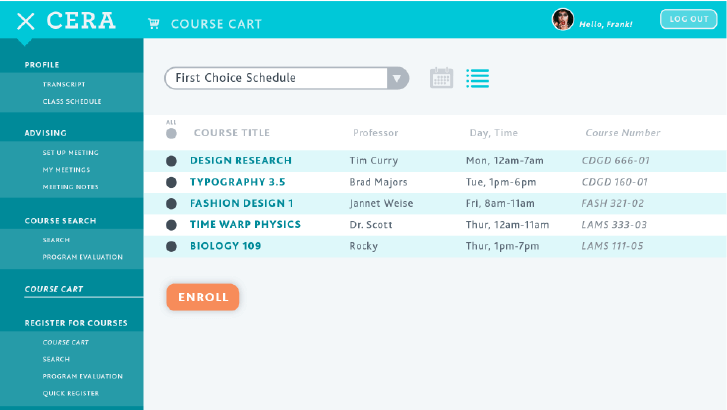 CERA
COURSE CART
Hello, Frank!
LOG OUT
PROFILE
TRANSCRIPT
CLASS SCHEDULE
ADVISING
SET UP MEETING
MY MEETINGS
MEETING NOTES
COURSE SEARCH
SEARCH
PROGRAM EVALUATION
COURSE CART
REGISTER FOR COURSES
COURSE CART
SEARCH
PROGRAM EVALUATION
QUICK REGISTER
First Choice Schedule
ALL
COURSE TITLE Professor Day, Time Course Number
DESIGN RESEARCH Tim Curry Mon, 12am-7am CDGD 666-01
TYPOGRAPHY 3.5 Brad Majors Tue, 1pm-6pm CDGD 160-01
FASHION DESIGN 1 Jannet Weise Fri, 8am-11am FASH 321-02
TIME WARP PHYSICS Dr. Scott Thur, 12am-11am LAMS 333-03
BIOLOGY 109 Rocky Thur, 1pm-7pm LAMS 111-05
ENROLL